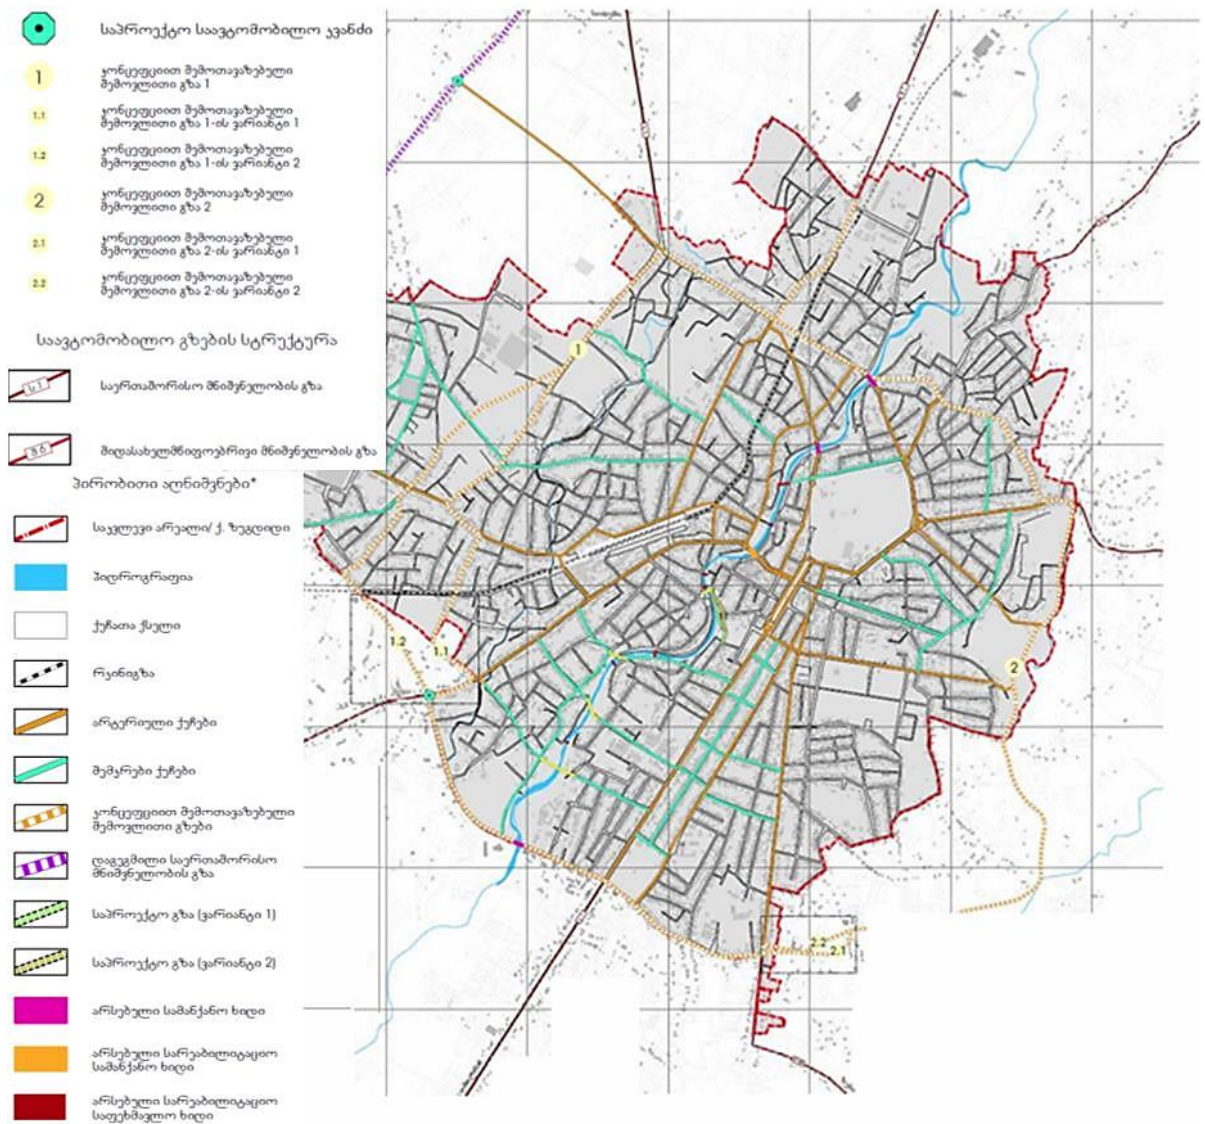 საპროექტო საავტომობილო კვანძი
1
კონცეფციით შემოთავაზებული
შემოვლითი გზა 1
1.1
კონცეფციით შემოთავაზებული
შემოვლითი გზა 1-ის ვარიანტი 1
1.2
კონცეფციით შემოთავაზებული
შემოვლითი გზა 1-ის ვარიანტი 2
2
კონცეფციით შემოთავაზებული
შემოვლითი გზა 2
2.1
კონცეფციით შემოთავაზებული
შემოვლითი გზა 2-ის ვარიანტი 1
2.2
კონცეფციით შემოთავაზებული
შემოვლითი გზა 2-ის ვარიანტი 2
საავტომობილო გზების სტრუქტურა
ს 1
საერთაშორისო მნიშვნელობის გზა
შ 6
შიდასახელმწიფოებრივი მნიშვნელობის გზა
პირობითი აღნიშვნები*
საკვლევი არეალი/ ქ. ზუგდიდი
ჰიდროგრაფია
ქუჩათა ქსელი
რკინიგზა
არტერიული ქუჩები
შემკრები ქუჩები
კონცეფციით შემოთავაზებული
შემოვლითი გზები
დაგეგმილი საერთაშორისო
მნიშვნელობის გზა
საპროექტო გზა (ვარიანტი 1)
საპროექტო გზა (ვარიანტი 2)
არსებული სამანქანო ხიდი
არსებული სარეაბილიტაციო
სამანქანო ხიდი
არსებული სარეაბილიტაციო
საფეხმავლო ხიდი
1
1.2
1.1
2
2.2
2.1